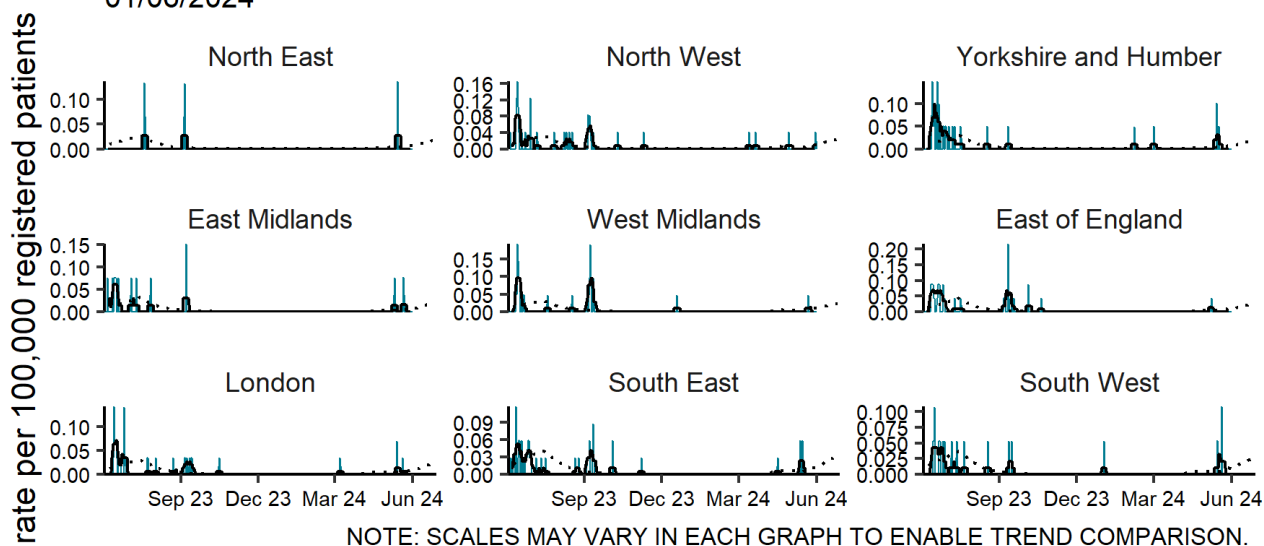 01/06/2024
rate per 100,000 registered patients
North East
North West
Yorkshire and Humber
0.10
0.05
0.00
0.16
0.12
0.08
0.04
0.00
0.10
0.05
0.00
East Midlands
West Midlands
East of England
0.15
0.10
0.05
0.00
0.15
0.10
0.05
0.00
0.20
0.15
0.10
0.05
0.00
London
South East
South West
0.10
0.05
0.00
0.09
0.06
0.03
0.00
0.100
0.075
0.050
0.025
0.000
Sep 23 Dec 23 Mar 24 Jun 24
Sep 23 Dec 23 Mar 24 Jun 24
Sep 23 Dec 23 Mar 24 Jun 24
NOTE: SCALES MAY VARY IN EACH GRAPH TO ENABLE TREND COMPARISON.